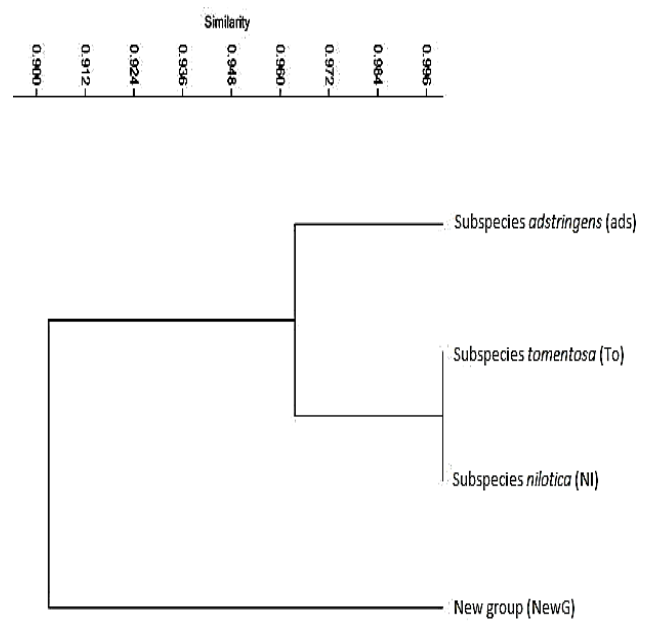 Similarity
0.900 0.912 0.924 0.936 0.948 0.960 0.972 0.984 0.996
Subspecies adstringens (ads)
Subspecies tomentosa (To)
Subspecies nilotica (NI)
New group (NewG)